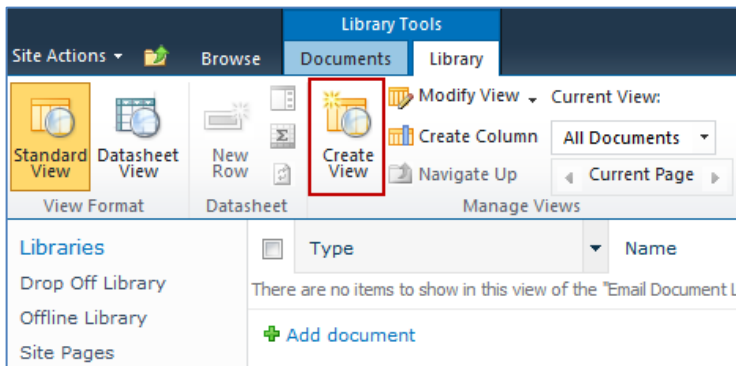 Library Tools
Site Actions Browse Documents Library
Standard View
Datasheet View
New Row
Create View
Modify View
Create Column
Navigate Up
Current View:
All Documents
Current Page
View Format
Datasheet
Manage Views
Libraries
Drop Off Library
Offline Library
Site Pages
Type Name
There are no items to show in this view of the "Email Document L
Add document